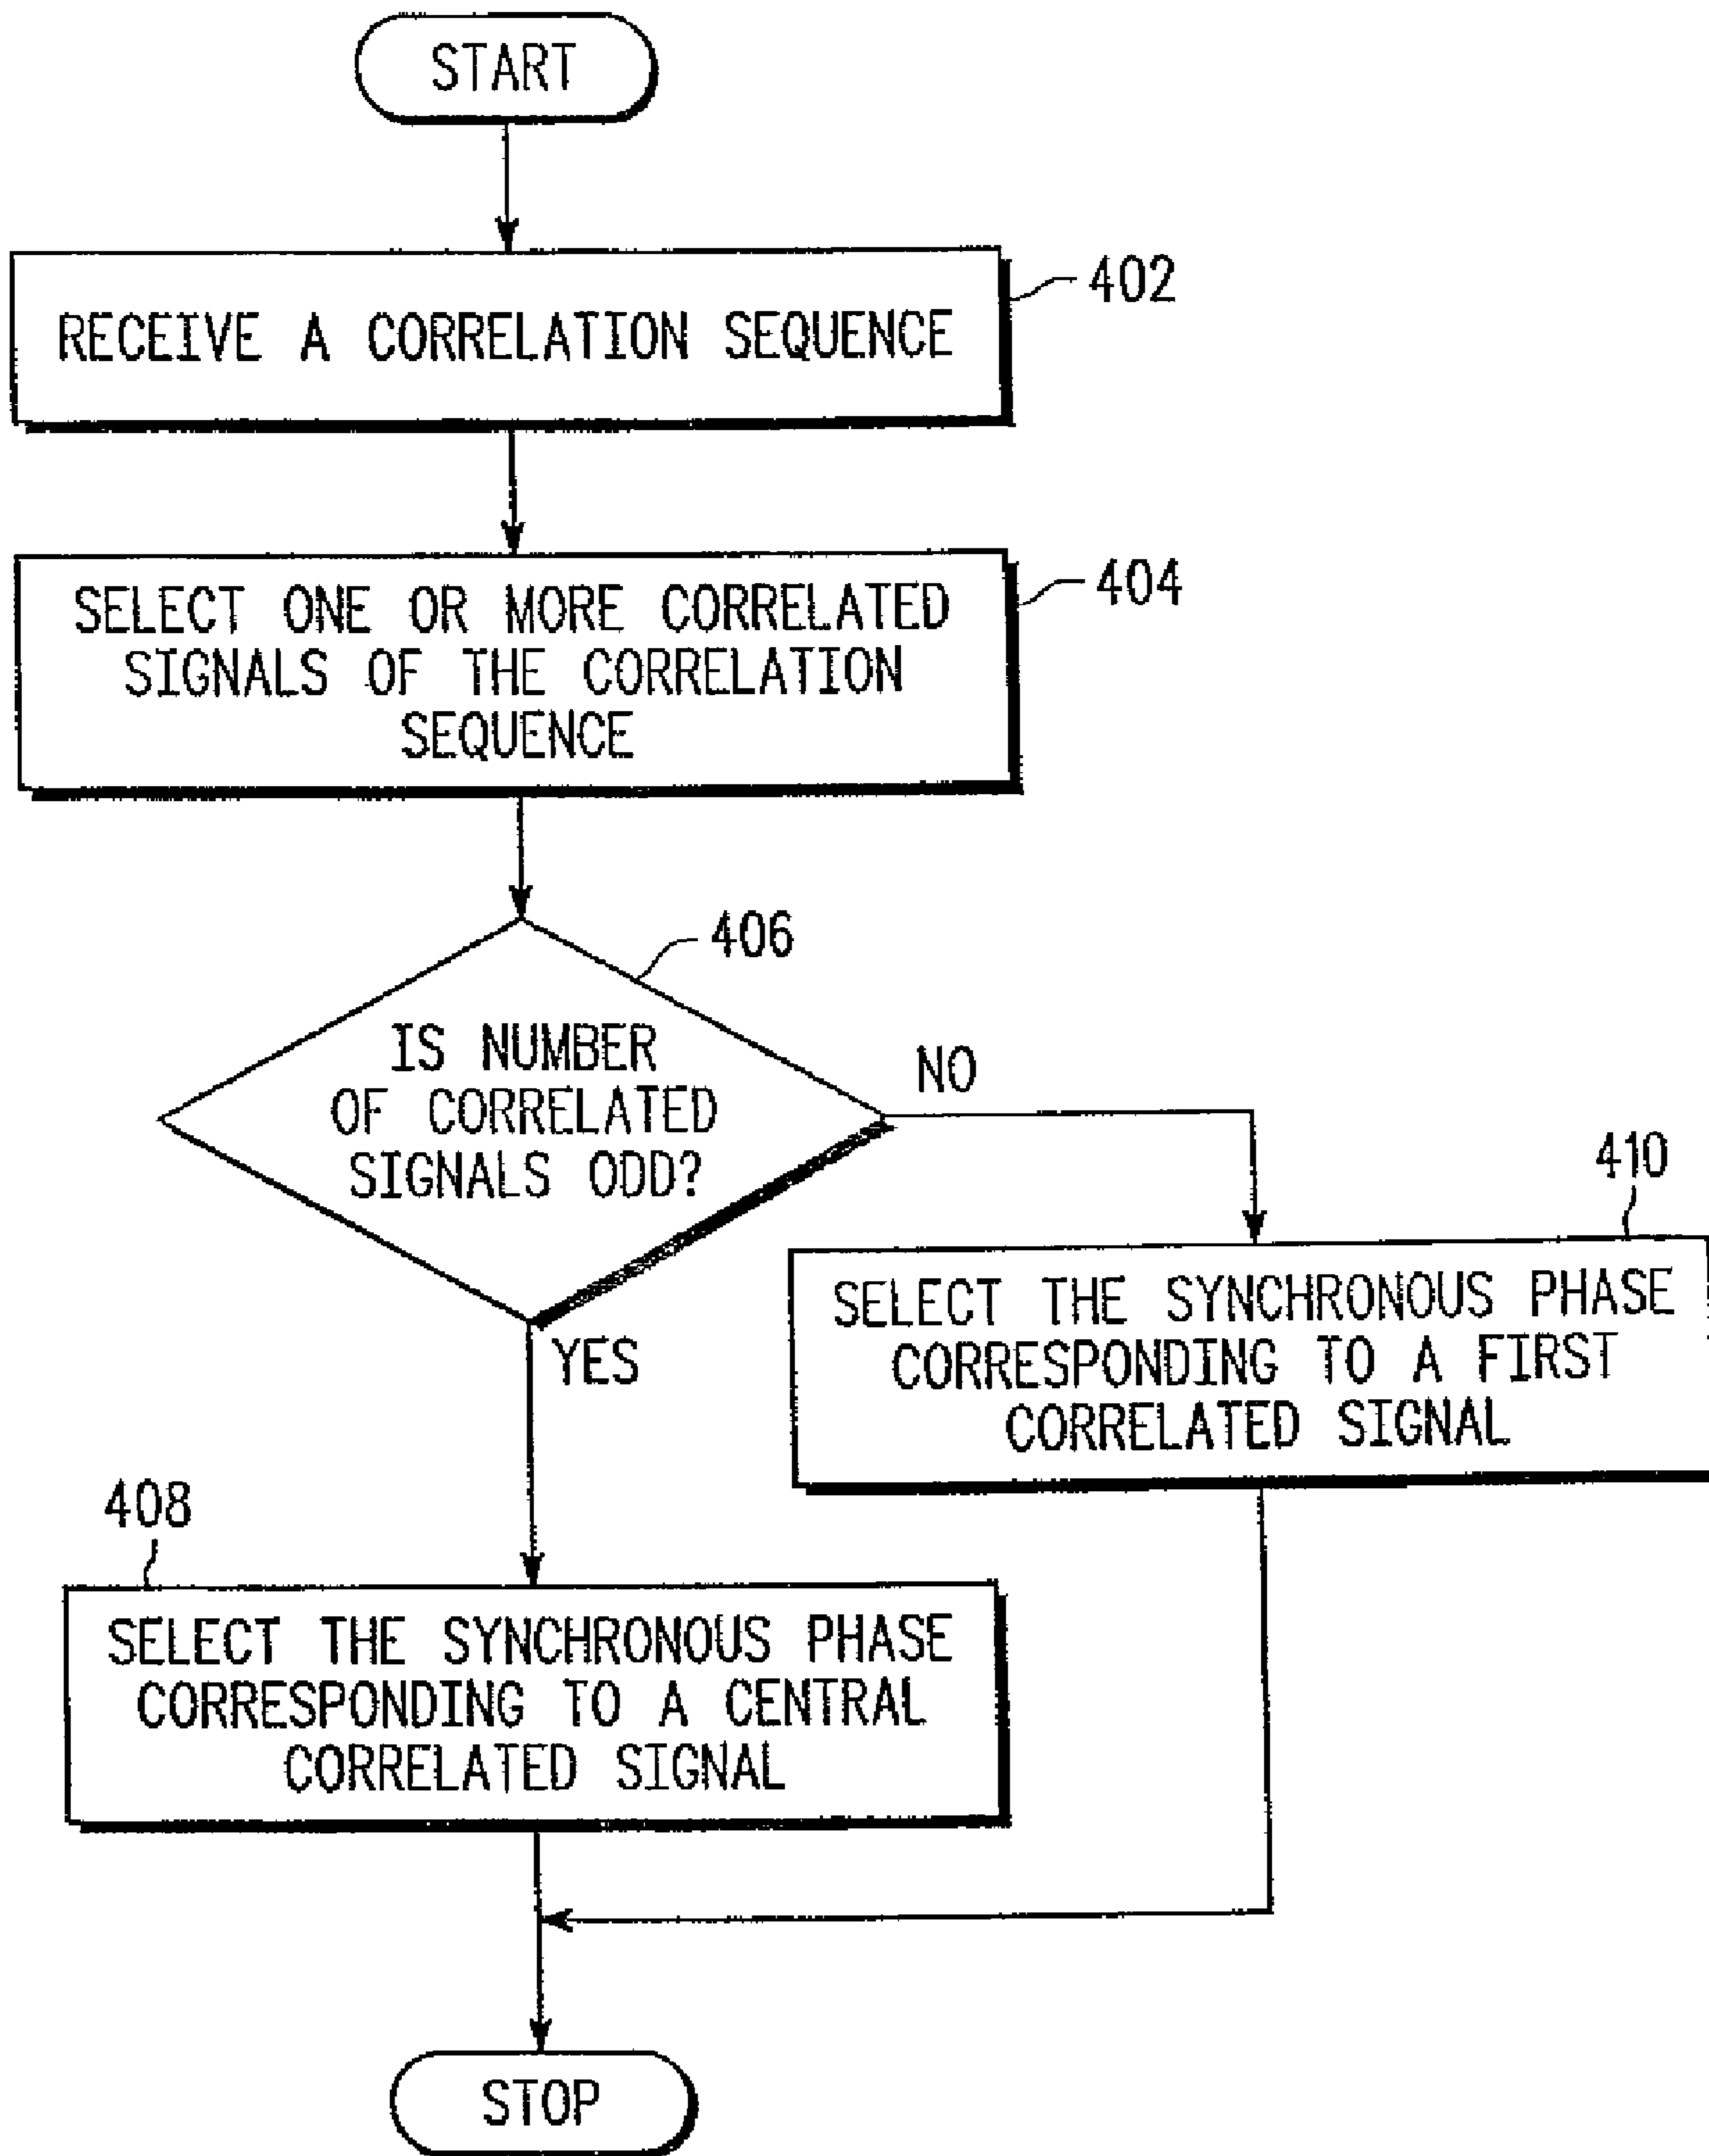 START
RECEIVE A CORRELATION SEQUENCE
402
SELECT ONE OR MORE CORRELATED
SIGNALS OF THE CORRELATION
SEQUENCE
404
406
IS NUMBER
OF CORRELATED
SIGNALS ODD?
NO
YES
410
SELECT THE SYNCHRONOUS PHASE
CORRESPONDING TO A FIRST
CORRELATED SIGNAL
408
SELECT THE SYNCHRONOUS PHASE
CORRESPONDING TO A CENTRAL
CORRELATED SIGNAL
STOP